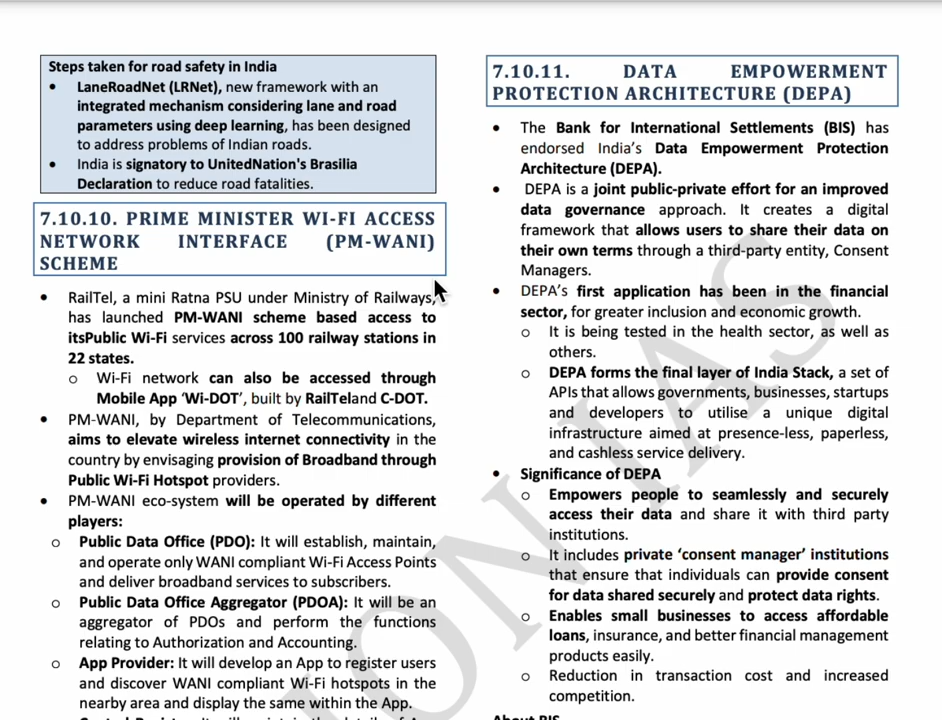 Steps taken for road safety in India
• LaneRoadNet (LRNet), new framework with an
integrated mechanism considering lane and road
parameters using deep learning, has been designed
to address problems of Indian roads.
• India is signatory to UnitedNation's Brasilia
Declaration to reduce road fatalities.
7.10.10. PRIME MINISTER WI-FI ACCESS
NETWORK INTERFACE (PM-WANI)
SCHEME
• RailTel, a mini Ratna PSU under Ministry of Railways,
has launched PM-WANI scheme based access to
itsPublic Wi-Fi services across 100 railway stations in
22 states.
o Wi-Fi network can also be accessed through
Mobile App ‘Wi-DOT’, built by RailTeland C-DOT.
• PM-WANI, by Department of Telecommunications,
aims to elevate wireless internet connectivity in the
country by envisaging provision of Broadband through
Public Wi-Fi Hotspot providers.
• PM-WANI eco-system will be operated by different
players:
o Public Data Office (PDO): It will establish, maintain,
and operate only WANI compliant Wi-Fi Access Points
and deliver broadband services to subscribers.
o Public Data Office Aggregator (PDOA): It will be an
aggregator of PDOs and perform the functions
relating to Authorization and Accounting.
o App Provider: It will develop an App to register users
and discover WANI compliant Wi-Fi hotspots in the
nearby area and display the same within the App.
7.10.11. DATA EMPOWERMENT
PROTECTION ARCHITECTURE (DEPA)
• The Bank for International Settlements (BIS) has
endorsed India’s Data Empowerment Protection
Architecture (DEPA).
• DEPA is a joint public-private effort for an improved
data governance approach. It creates a digital
framework that allows users to share their data on
their own terms through a third-party entity, Consent
Managers.
• DEPA’s first application has been in the financial
sector, for greater inclusion and economic growth.
o It is being tested in the health sector, as well as
others.
o DEPA forms the final layer of India Stack, a set of
APIs that allows governments, businesses, startups
and developers to utilise a unique digital
infrastructure aimed at presence-less, paperless,
and cashless service delivery.
• Significance of DEPA
o Empowers people to seamlessly and securely
access their data and share it with third party
institutions.
o It includes private ‘consent manager’ institutions
that ensure that individuals can provide consent
for data shared securely and protect data rights.
o Enables small businesses to access affordable
loans, insurance, and better financial management
products easily.
o Reduction in transaction cost and increased
competition.
About BIS
ION IAS